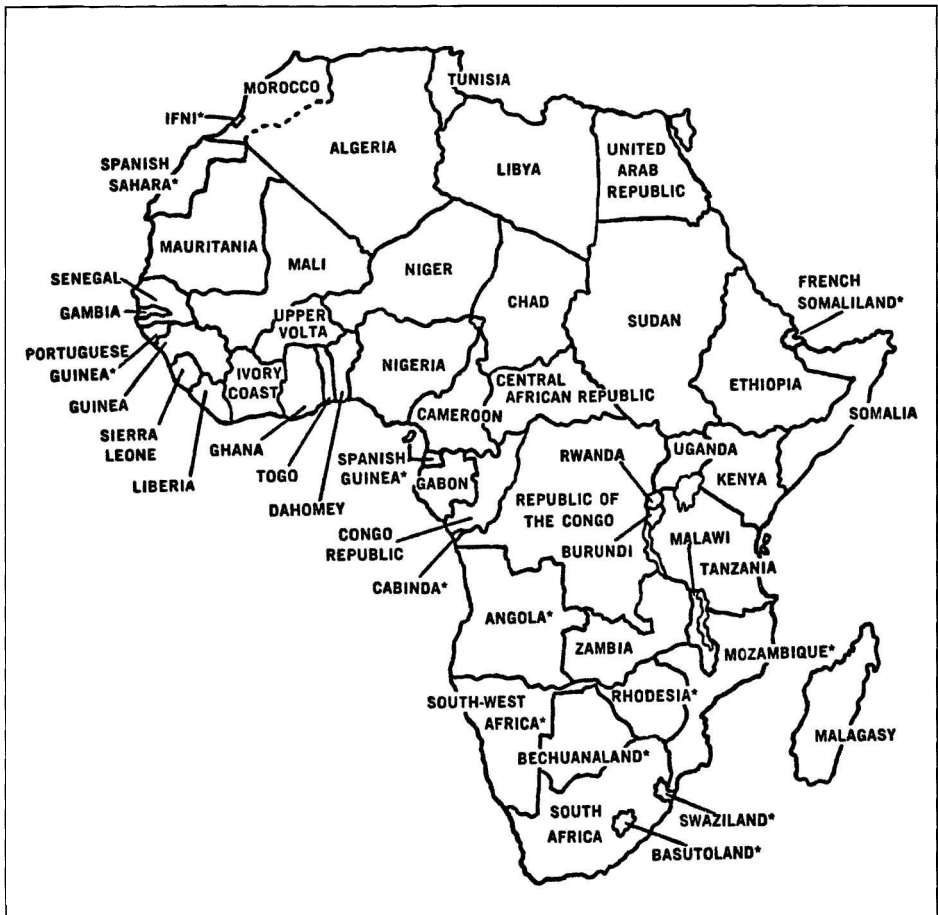 MOROCCO
TUNISIA
IFNI*
ALGERIA
LIBYA
UNITED
ARAB
REPUBLIC
SPANISH
SAHARA*
MAURITANIA
MALI
NIGER
CHAD
SUDAN
FRENCH
SOMALILAND*
SENEGAL
GAMBIA
UPPER
VOLTA
PORTUGUESE
GUINEA*
GUINEA
IVORY
COAST
NIGERIA
CENTRAL
AFRICAN REPUBLIC
ETHIOPIA
SOMALIA
SIERRA
LEONE
LIBERIA
GHANA
TOGO
DAHOMEY
CAMEROON
SPANISH
GUINEA*
GABON
RWANDA
UGANDA
KENYA
REPUBLIC OF
THE CONGO
CONGO
REPUBLIC
BURUNDI
MALAWI
TANZANIA
CABINDA*
ANGOLA*
ZAMBIA
MOZAMBIQUE*
SOUTH-WEST
AFRICA*
RHODESIA*
BECHUANALAND*
MALAGASY
SOUTH
AFRICA
SWAZILAND*
BASUTOLAND*